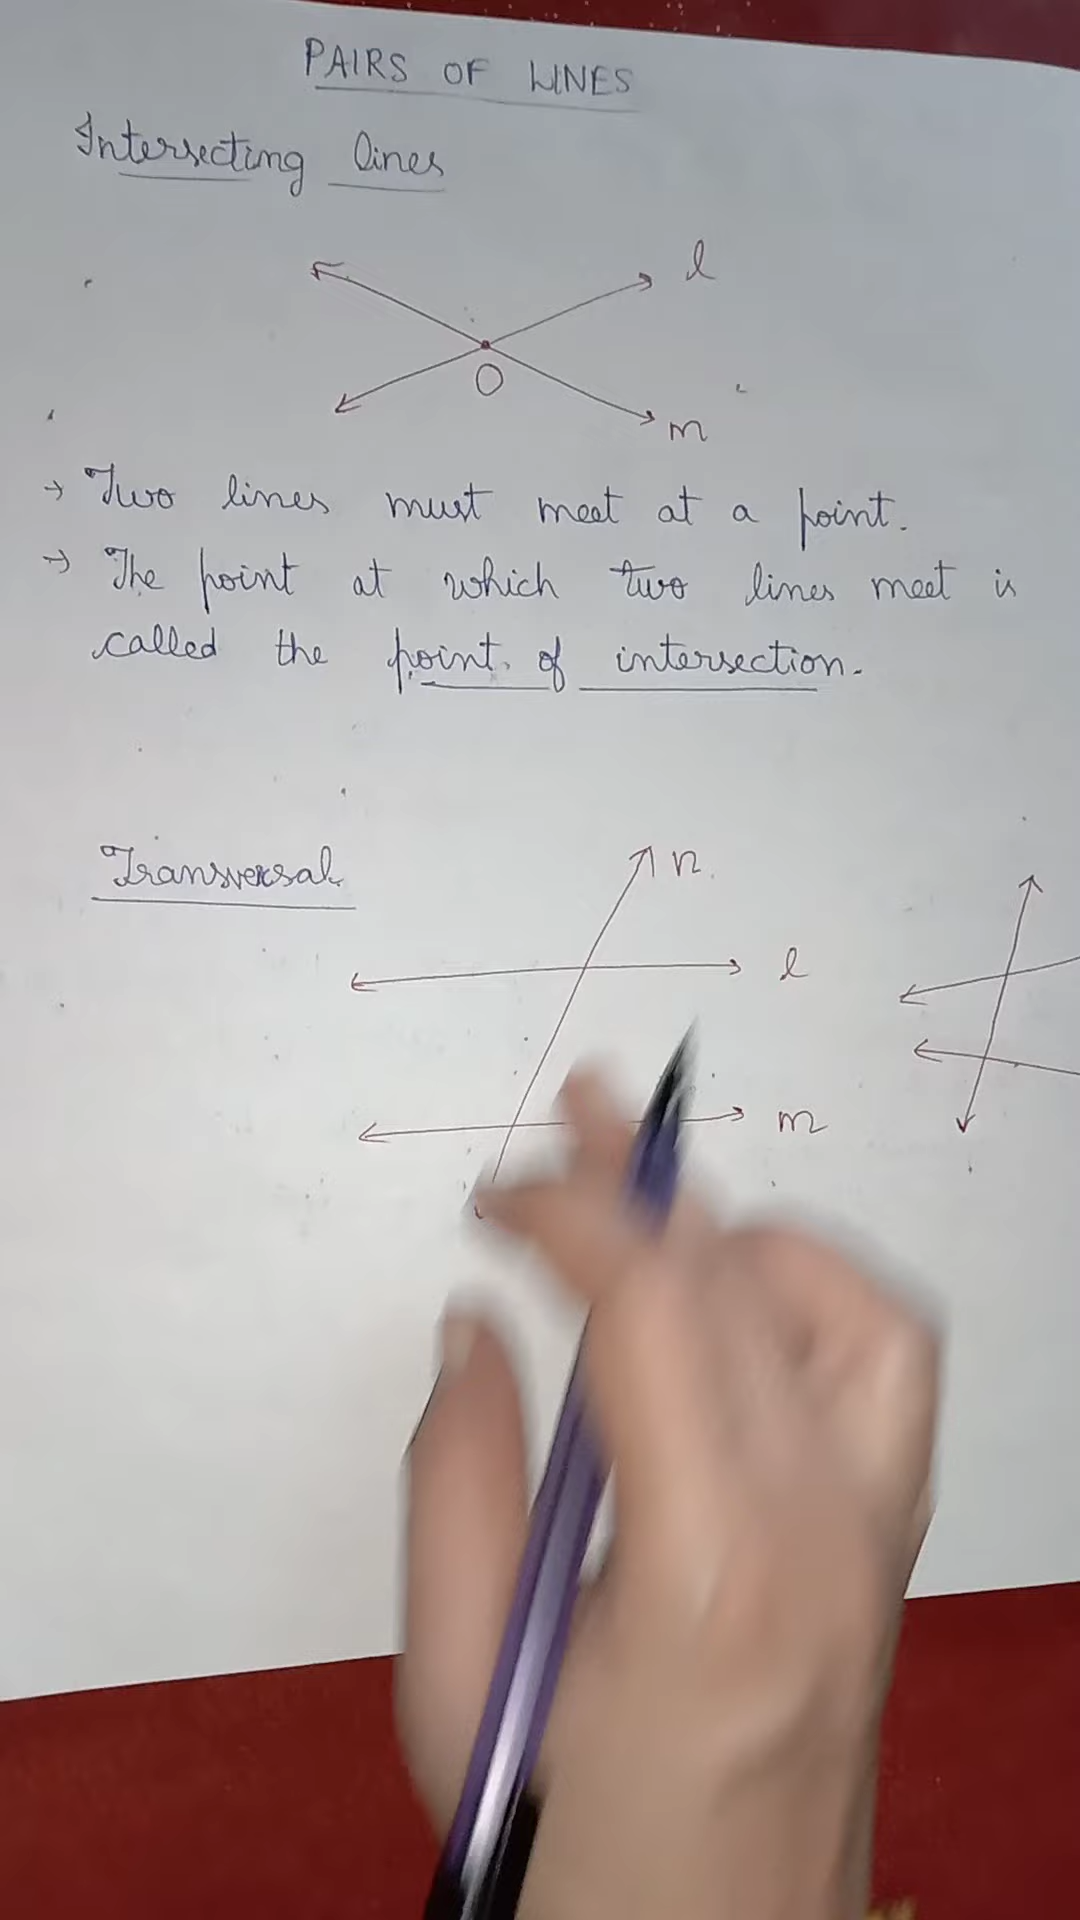 PAIRS OF LINES
Intersecting lines
l
O
m
→ Two lines must meet at a point.
→ The point at which two lines meet is
called the point of intersection.
Transversal
n
l
m